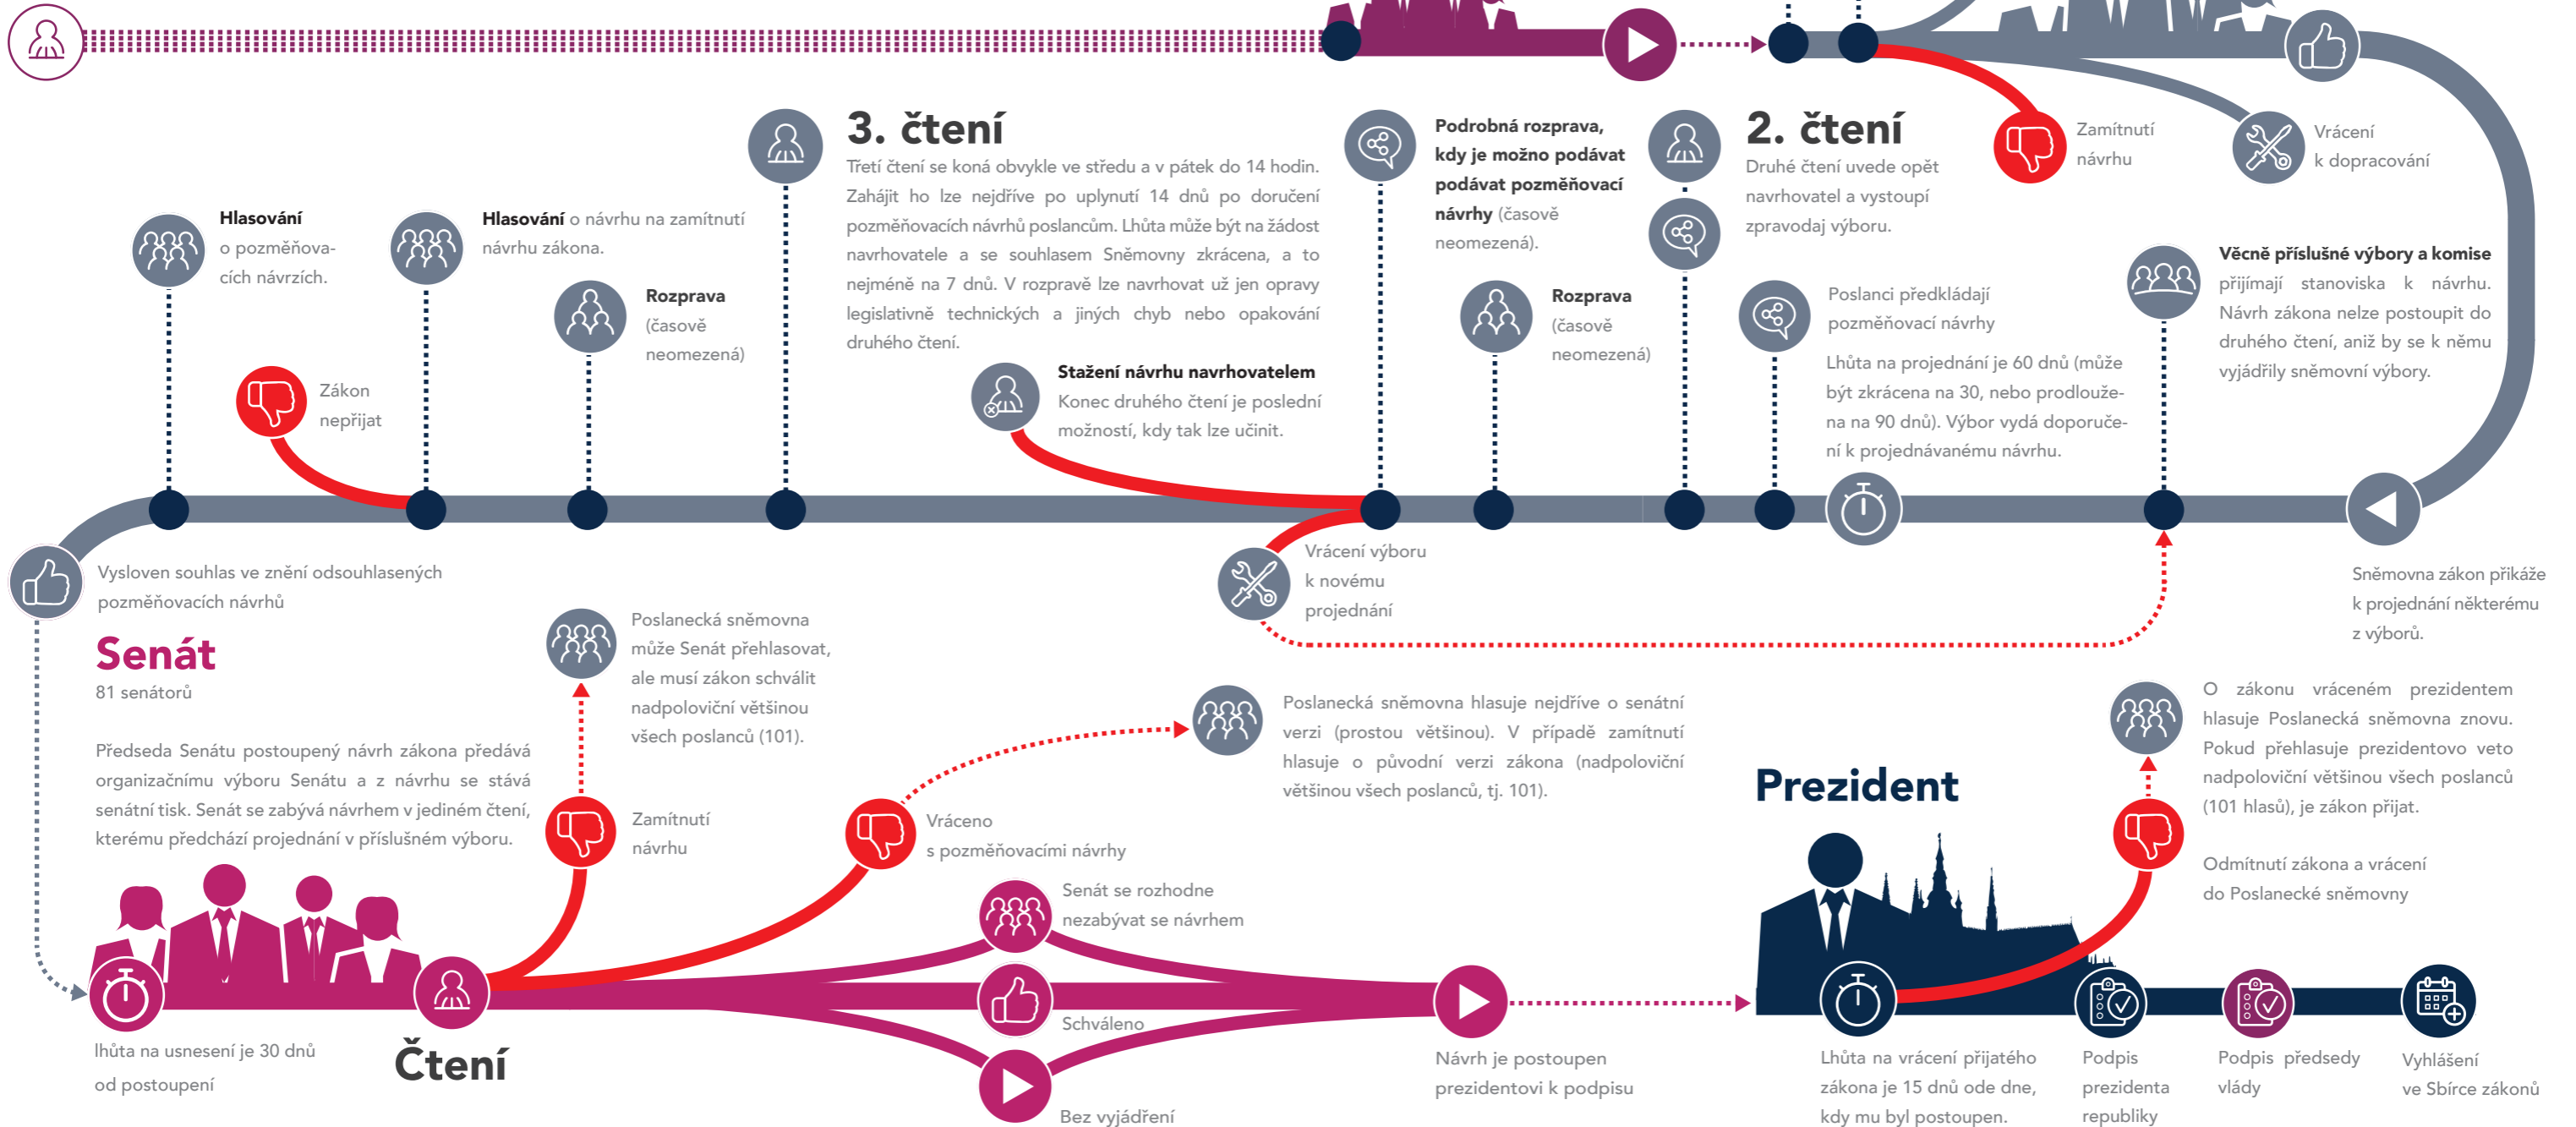 3. čtení
Třetí čtení se koná obvykle ve středu a v pátek do 14 hodin.
Zahájit ho lze nejdříve po uplynutí 14 dnů po doručení
pozměňovacích návrhů poslancům. Lhůta může být na žádost
navrhovatele a se souhlasem Sněmovny zkrácena, a to
nejméně na 7 dnů. V rozpravě lze navrhovat už jen opravy
legislativně technických a jiných chyb nebo opakování
druhého čtení.
Podrobná rozprava,
kdy je možno podávat
podávat pozměňovací
návrhy (časově
neomezená).
2. čtení
Druhé čtení uvede opět
navrhovatel a vystoupí
zpravodaj výboru.
Zamítnutí
návrhu
Vrácení
k dopracování
Hlasování
o pozměňova-
cích návrzích.
Hlasování o návrhu na zamítnutí
návrhu zákona.
Rozprava
(časově
neomezená)
Zákon
nepřijat
Stažení návrhu navrhovatelem
Konec druhého čtení je poslední
možností, kdy tak lze učinit.
Rozprava
(časově
neomezená)
Poslanci předkládají
pozměňovací návrhy
Lhůta na projednání je 60 dnů (může
být zkrácena na 30, nebo prodlouže-
na na 90 dnů). Výbor vydá doporuče-
ní k projednávanému návrhu.
Věcně příslušné výbory a komise
přijímají stanoviska k návrhu.
Návrh zákona nelze postoupit do
druhého čtení, aniž by se k němu
vyjádřily sněmovní výbory.
Vysloven souhlas ve znění odsouhlasených
pozměňovacích návrhů
Vrácení výboru
k novému
projednání
Sněmovna zákon přikáže
k projednání některému
z výborů.
Senát
81 senátorů
Předseda Senátu postoupený návrh zákona předává
organizačnímu výboru Senátu a z návrhu se stává
senátní tisk. Senát se zabývá návrhem v jediném čtení,
kterému předchází projednání v příslušném výboru.
Poslanecká sněmovna
může Senát přehlasovat,
ale musí zákon schválit
nadpoloviční většinou
všech poslanců (101).
Zamítnutí
návrhu
Poslanecká sněmovna hlasuje nejdříve o senátní
verzi (prostou většinou). V případě zamítnutí
hlasuje o původní verzi zákona (nadpoloviční
většinou všech poslanců, tj. 101).
Vráceno
s pozměňovacími návrhy
Senát se rozhodne
nezabývat se návrhem
Schváleno
Bez vyjádření
lhůta na usnesení je 30 dnů
od postoupení
Čtení
Návrh je postoupen
prezidentovi k podpisu
Prezident
O zákonu vráceném prezidentem
hlasuje Poslanecká sněmovna znovu.
Pokud přehlasuje prezidentovo veto
nadpoloviční většinou všech poslanců
(101 hlasů), je zákon přijat.
Odmítnutí zákona a vrácení
do Poslanecké sněmovny
Lhůta na vrácení přijatého
zákona je 15 dnů ode dne,
kdy mu byl postoupen.
Podpis
prezidenta
republiky
Podpis předsedy
vlády
Vyhlášení
ve Sbírce zákonů